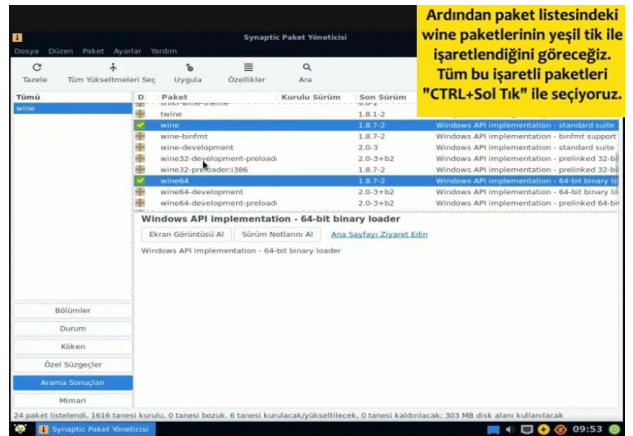 Ardından paket listesindeki
wine paketlerinin yeşil tik ile
işaretlendiğini göreceğiz.
Tüm bu işaretli paketleri
"CTRL+Sol Tık" ile seçiyoruz.
Synaptic Paket Yöneticisi
Dosya Düzen Paket Ayarlar Yardım
Tazele Tüm Yükseltmeleri Seç Uygula Özellikler Ara
Tümü
wine
D Paket Kurulu Sürüm Son Sürüm
twine 1.8.1-2
wine 1.8.7-2 Windows API implementation - standard suite
wine-binfmt 1.8.7-2 Windows API implementation - binfmt support
wine-development 2.0-3 Windows API implementation - standard suite
wine32-development-preload 2.0-3+b2 Windows API implementation - prelinked 32-bi
wine32-preloader:i386 1.8.7-2 Windows API implementation - prelinked 32-bi
wine64 1.8.7-2 Windows API implementation - 64-bit binary lo
wine64-development 2.0-3+b2 Windows API implementation - 64-bit binary lo
wine64-development-preload 2.0-3+b2 Windows API implementation - prelinked 64-bi
Windows API implementation - 64-bit binary loader
Ekran Görüntüsü Al Sürüm Notlarını Al Ana Sayfayı Ziyaret Edin
Windows API implementation - 64-bit binary loader
Bölümler
Durum
Köken
Özel Süzgeçler
Arama Sonuçları
Mimari
24 paket listelendi, 1616 tanesi kurulu, 0 tanesi bozuk. 6 tanesi kurulacak/yükseltilecek, 0 tanesi kaldırılacak; 303 MB disk alanı kullanılacak
Synaptic Paket Yöneticisi 09:53